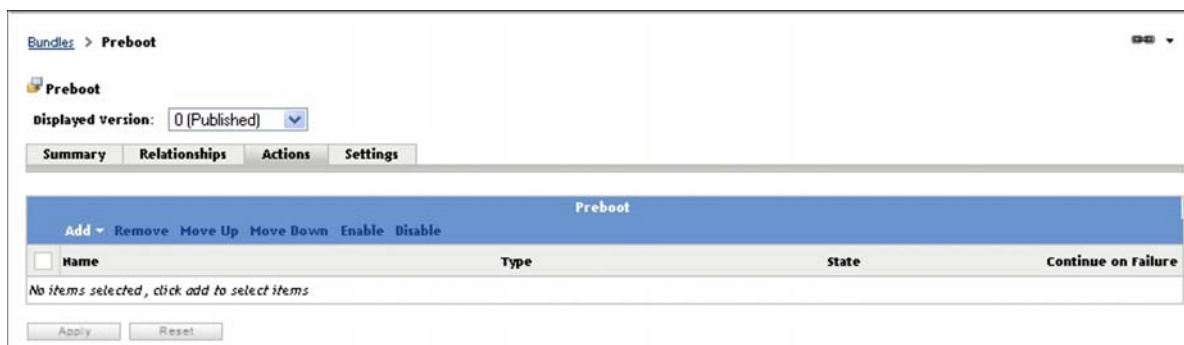 Bundles > Preboot
Preboot
Displayed Version: 0 (Published)
Summary Relationships Actions Settings
Preboot
Add Remove Move Up Move Down Enable Disable
Name Type State Continue on Failure
No items selected, click add to select items
Apply Reset